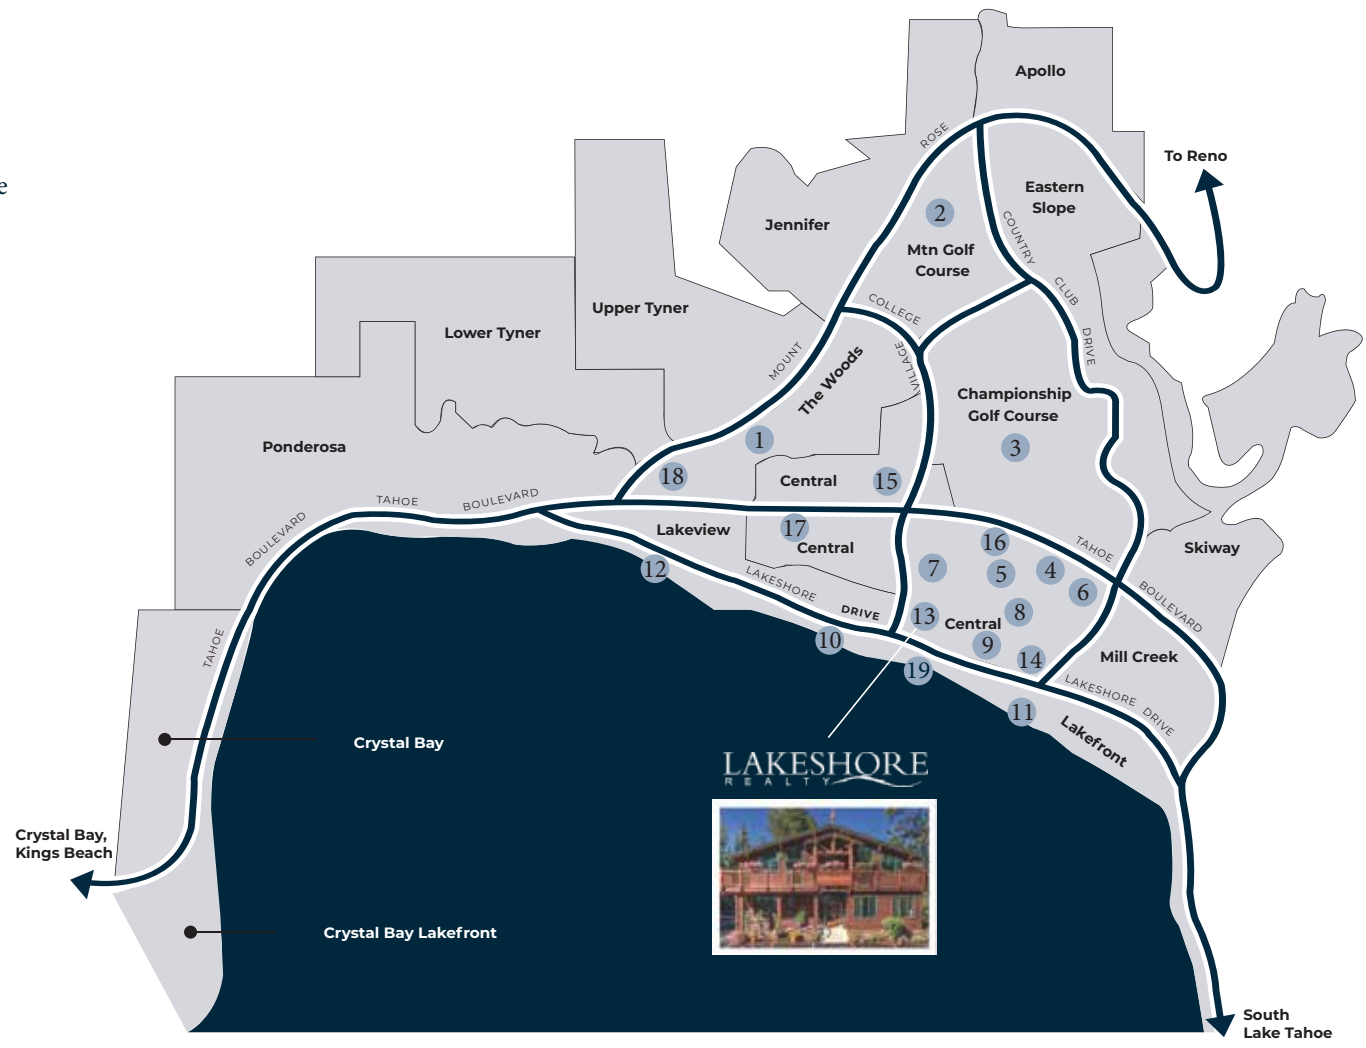 Apollo
ROSE
To Reno
e
Eastern
Slope
2
Jennifer
COUNTRY
Mtn Golf
Course
CLUB
COLLEGE
Upper Tyner
Lower Tyner
DRIVE
MOUNT
VILLAGE
The Woods
Championship
Golf Course
3
1
Ponderosa
18
Central
15
TAHOE
BOULEVARD
BOULEVARD
Lakeview
17
Central
16
TAHOE
Skiway
12
7
5
4
6
LAKESHORE
DRIVE
BOULEVARD
13
8
Central
TAHOE
10
9
14
Mill Creek
19
LAKESHORE
DRIVE
11
Lakefront
Crystal Bay
LAKESHORE
REALTY
Crystal Bay,
Kings Beach
Crystal Bay Lakefront
South
Lake Tahoe